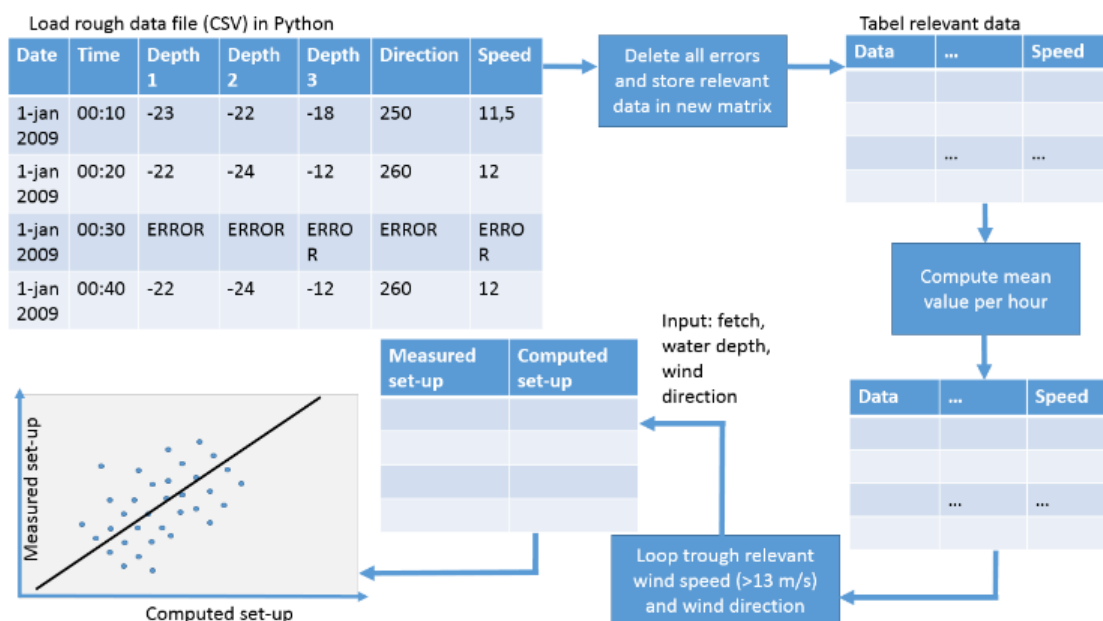 Load rough data file (CSV) in Python
Date Time Depth Depth Depth Direction Speed
1 2 3
1-jan 00:10 -23 -22 -18 250 11,5
2009
1-jan 00:20 -22 -24 -12 260 12
2009
1-jan 00:30 ERROR ERROR ERRO ERROR ERRO
2009 R R
1-jan 00:40 -22 -24 -12 260 12
2009
Delete all errors
and store relevant
data in new matrix
Tabel relevant data
Data ... Speed
... ...
Compute mean
value per hour
Data ... Speed
... ...
Loop trough relevant
wind speed (>13 m/s)
and wind direction
Input: fetch,
water depth,
wind
direction
Measured Computed
set-up set-up
Measured set-up
Computed set-up